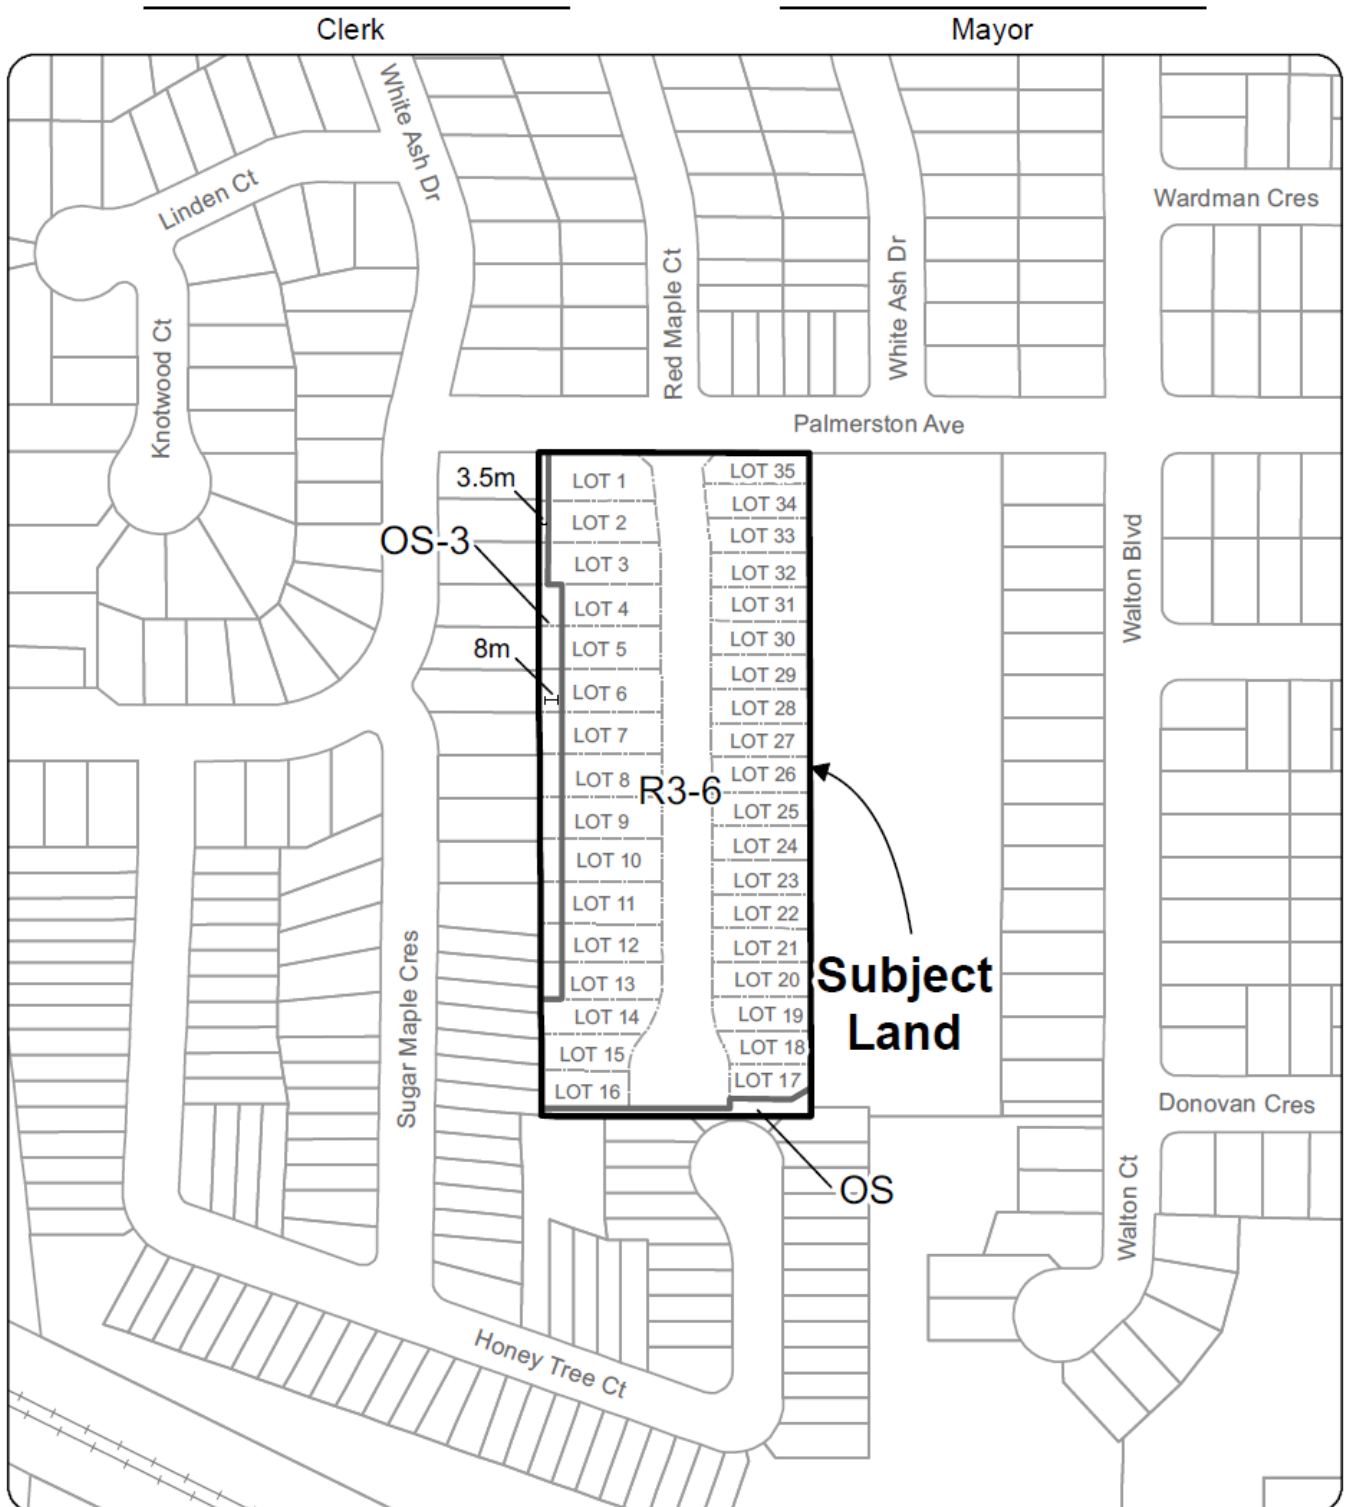 Clerk
Mayor
White Ash Dr
Linden Ct
Wardman Cres
Knotwood Ct
Red Maple Ct
White Ash Dr
Palmerston Ave
3.5m
OS-3
8m
LOT 1
LOT 2
LOT 3
LOT 4
LOT 5
LOT 6
LOT 7
LOT 8
LOT 9
LOT 10
LOT 11
LOT 12
LOT 13
LOT 14
LOT 15
LOT 16
R3-6
LOT 35
LOT 34
LOT 33
LOT 32
LOT 31
LOT 30
LOT 29
LOT 28
LOT 27
LOT 26
LOT 25
LOT 24
LOT 23
LOT 22
LOT 21
LOT 20
LOT 19
LOT 18
LOT 17
Walton Blvd
Subject
Land
Sugar Maple Cres
Donovan Cres
OS
Walton Ct
Honey Tree Ct